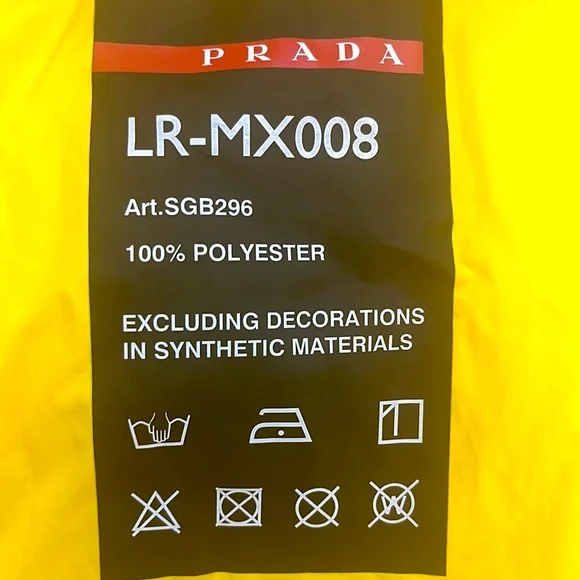 PRADA
LR-MX008
Art.SGB296
100% POLYESTER
EXCLUDING DECORATIONS
IN SYNTHETIC MATERIALS
W